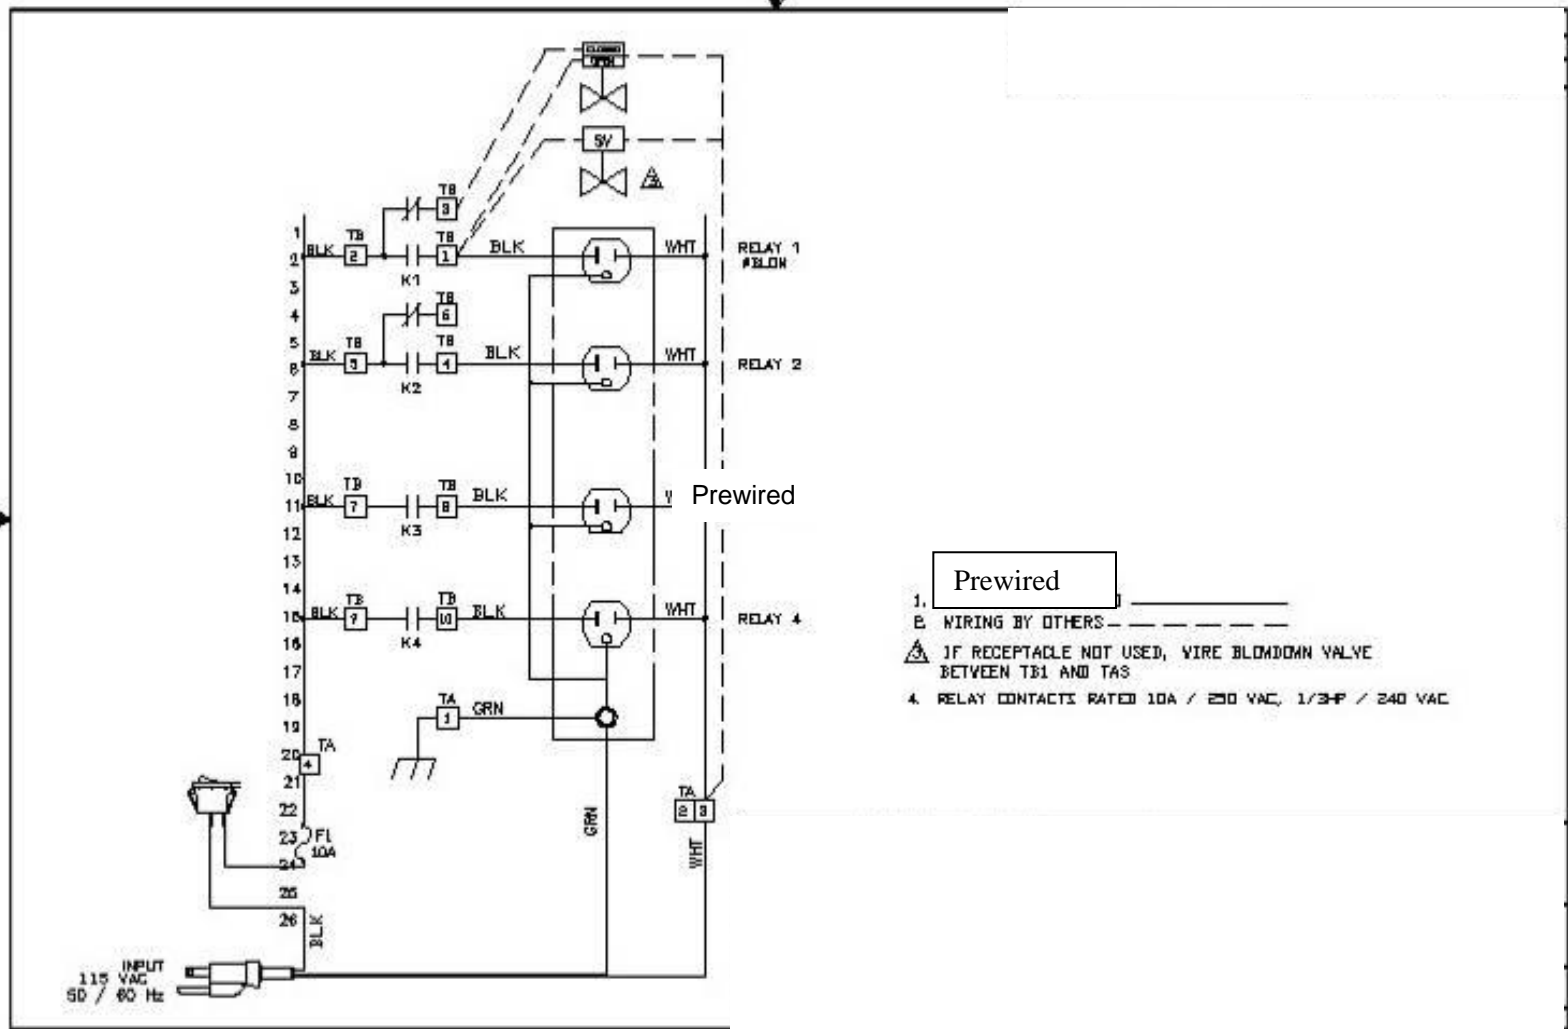 OPEN
SV
3
TB
3
1
BLK
TB
2
TB
1
BLK
WHT
RELAY 1
2
K1
3
TB
6
4
5
BLK
TB
5
TB
4
BLK
WHT
RELAY 2
6
K2
7
8
9
10
11
BLK
TB
7
TB
8
BLK
Prewired
K3
12
13
14
15
BLK
TB
9
TB
10
BLK
WHT
RELAY 4
K4
16
17
18
19
TA
1
GRN
20
TA
4
21
22
23
F1
10A
24
25
26
BLK
GRN
TA
2 3
WHT
INPUT
115 VAC
50 / 60 Hz
1. Prewired
2. WIRING BY OTHERS
3 IF RECEPTACLE NOT USED, WIRE BLOWDOWN VALVE
BETWEEN TB1 AND TA3
4. RELAY CONTACTS RATED 10A / 250 VAC, 1/3HP / 240 VAC